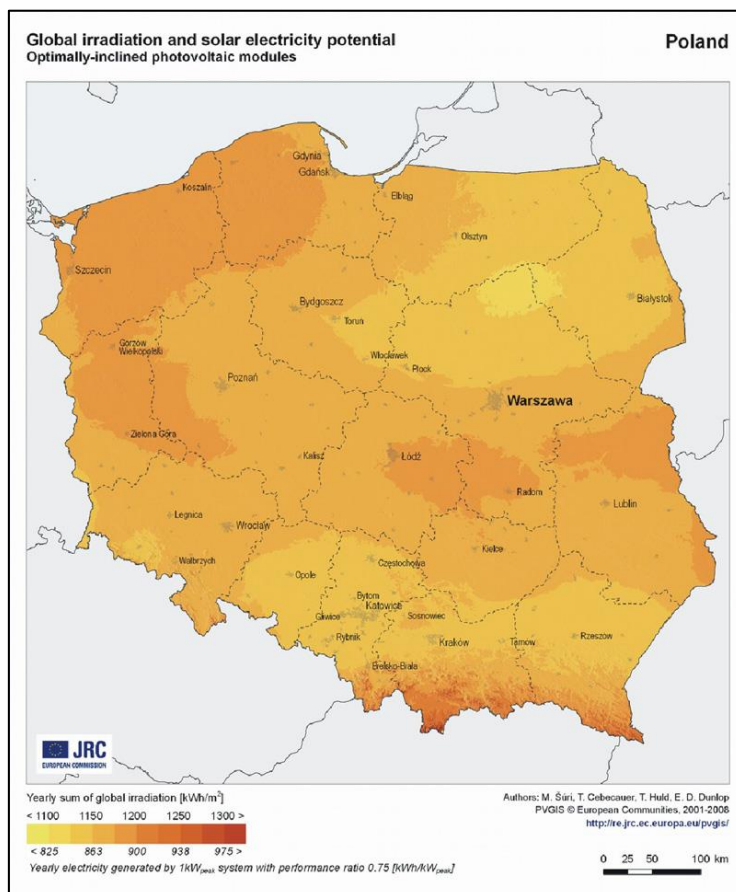 Global irradiation and solar electricity potential
Optimally-inclined photovoltaic modules
Poland
Gdynia
Gdańsk
Koszalin
Elbląg
Olsztyn
Szczecin
Białystok
Bydgoszcz
Toruń
Gorzów
Wielkopolski
Włocławek
Płock
Poznań
Warszawa
Zielona Góra
Kalisz
Łódź
Radom
Lublin
Legnica
Wrocław
Wałbrzych
Kielce
Częstochowa
Opole
Bytom
Katowice
Gliwice
Sosnowiec
Rybnik
Kraków
Tarnów
Rzeszów
Bielsko-Biała
JRC
EUROPEAN COMMISSION
Yearly sum of global irradiation [kWh/m²]
< 1100 1150 1200 1250 1300 >
< 825 863 900 938 975 >
Yearly electricity generated by 1kWpeak system with performance ratio 0.75 [kWh/kWpeak]
Authors: M. Šúri, T. Cebecauer, T. Huld, E. D. Dunlop
PVGIS © European Communities, 2001-2008
http://re.jrc.ec.europa.eu/pvgis/
0 25 50 100 km